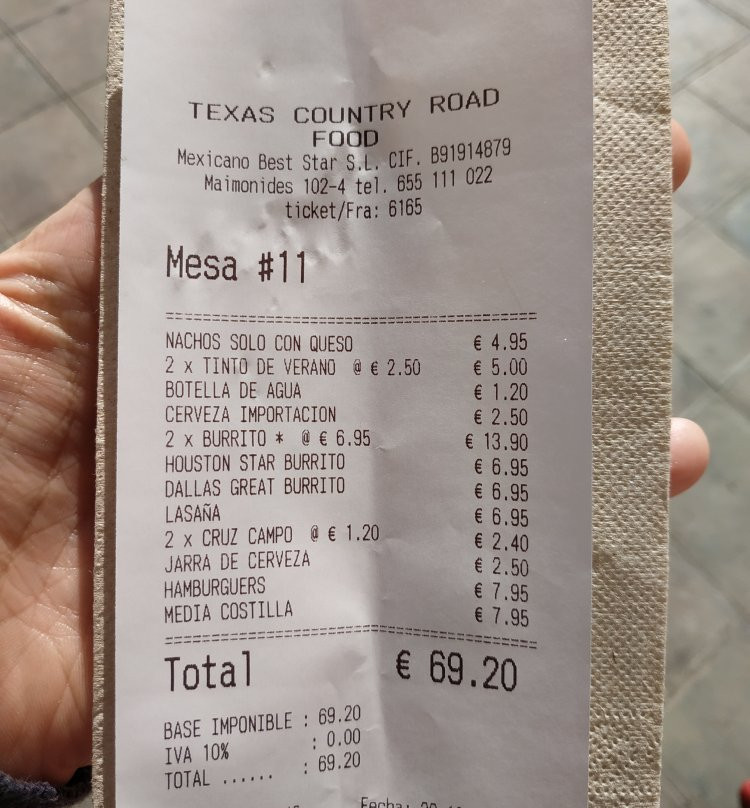 TEXAS COUNTRY ROAD
FOOD
Mexicano Best Star S.L. CIF. B91914879
Maimonides 102-4 tel. 655 111 022
ticket/Fra: 6165
Mesa #11
NACHOS SOLO CON QUESO € 4.95
2 x TINTO DE VERANO @ € 2.50 € 5.00
BOTELLA DE AGUA € 1.20
CERVEZA IMPORTACION € 2.50
2 x BURRITO * @ € 6.95 € 13.90
HOUSTON STAR BURRITO € 6.95
DALLAS GREAT BURRITO € 6.95
LASAÑA € 6.95
2 x CRUZ CAMPO @ € 1.20 € 2.40
JARRA DE CERVEZA € 2.50
HAMBURGUERS € 7.95
MEDIA COSTILLA € 7.95
Total € 69.20
BASE IMPONIBLE : 69.20
IVA 10% : 0.00
TOTAL ...... : 69.20
Fecha: